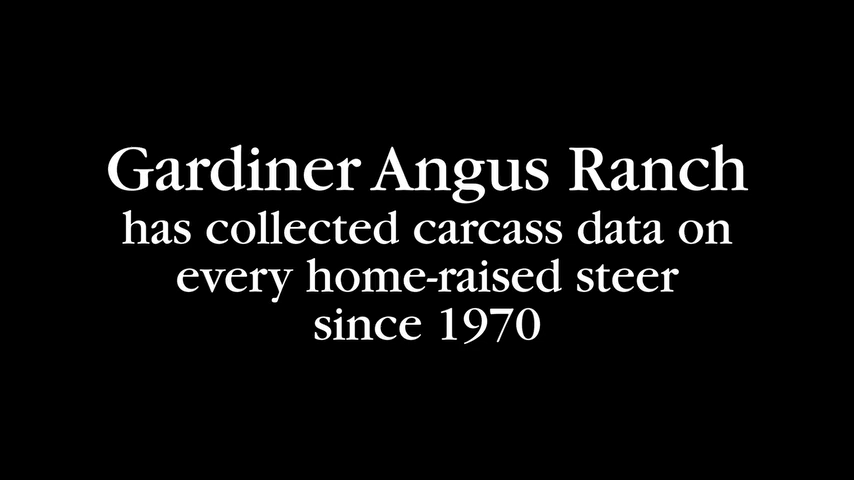 Gardiner Angus Ranch
has collected carcass data on
every home-raised steer
since 1970